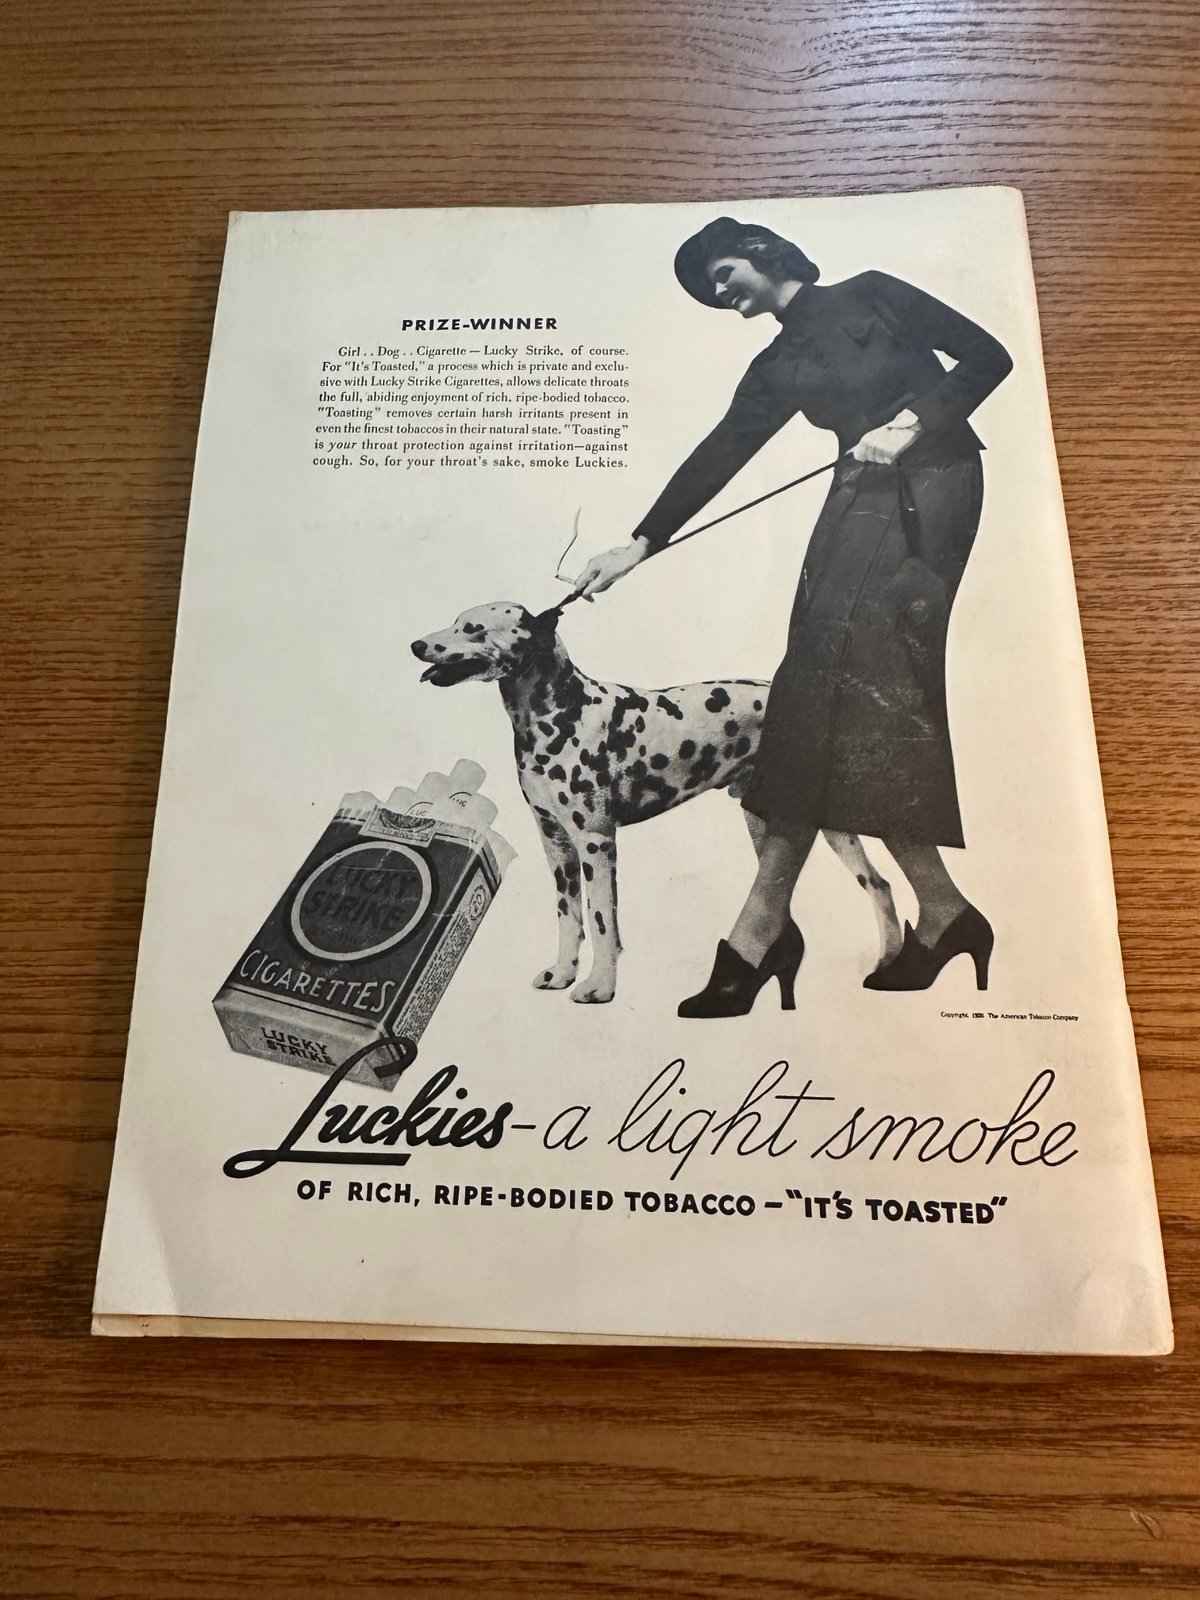 PRIZE-WINNER
Girl . . Dog . . Cigarette — Lucky Strike, of course.
For "It's Toasted," a process which is private and exclu-
sive with Lucky Strike Cigarettes, allows delicate throats
the full, abiding enjoyment of rich, ripe-bodied tobacco.
"Toasting" removes certain harsh irritants present in
even the finest tobaccos in their natural state. "Toasting"
is your throat protection against irritation—against
cough. So, for your throat's sake, smoke Luckies.
LUCKY
STRIKE
CIGARETTES
20
LUCKY
STRIKE
Copyright, 1936 The American Tobacco Company
Luckies - a light smoke
OF RICH, RIPE-BODIED TOBACCO — "IT'S TOASTED"